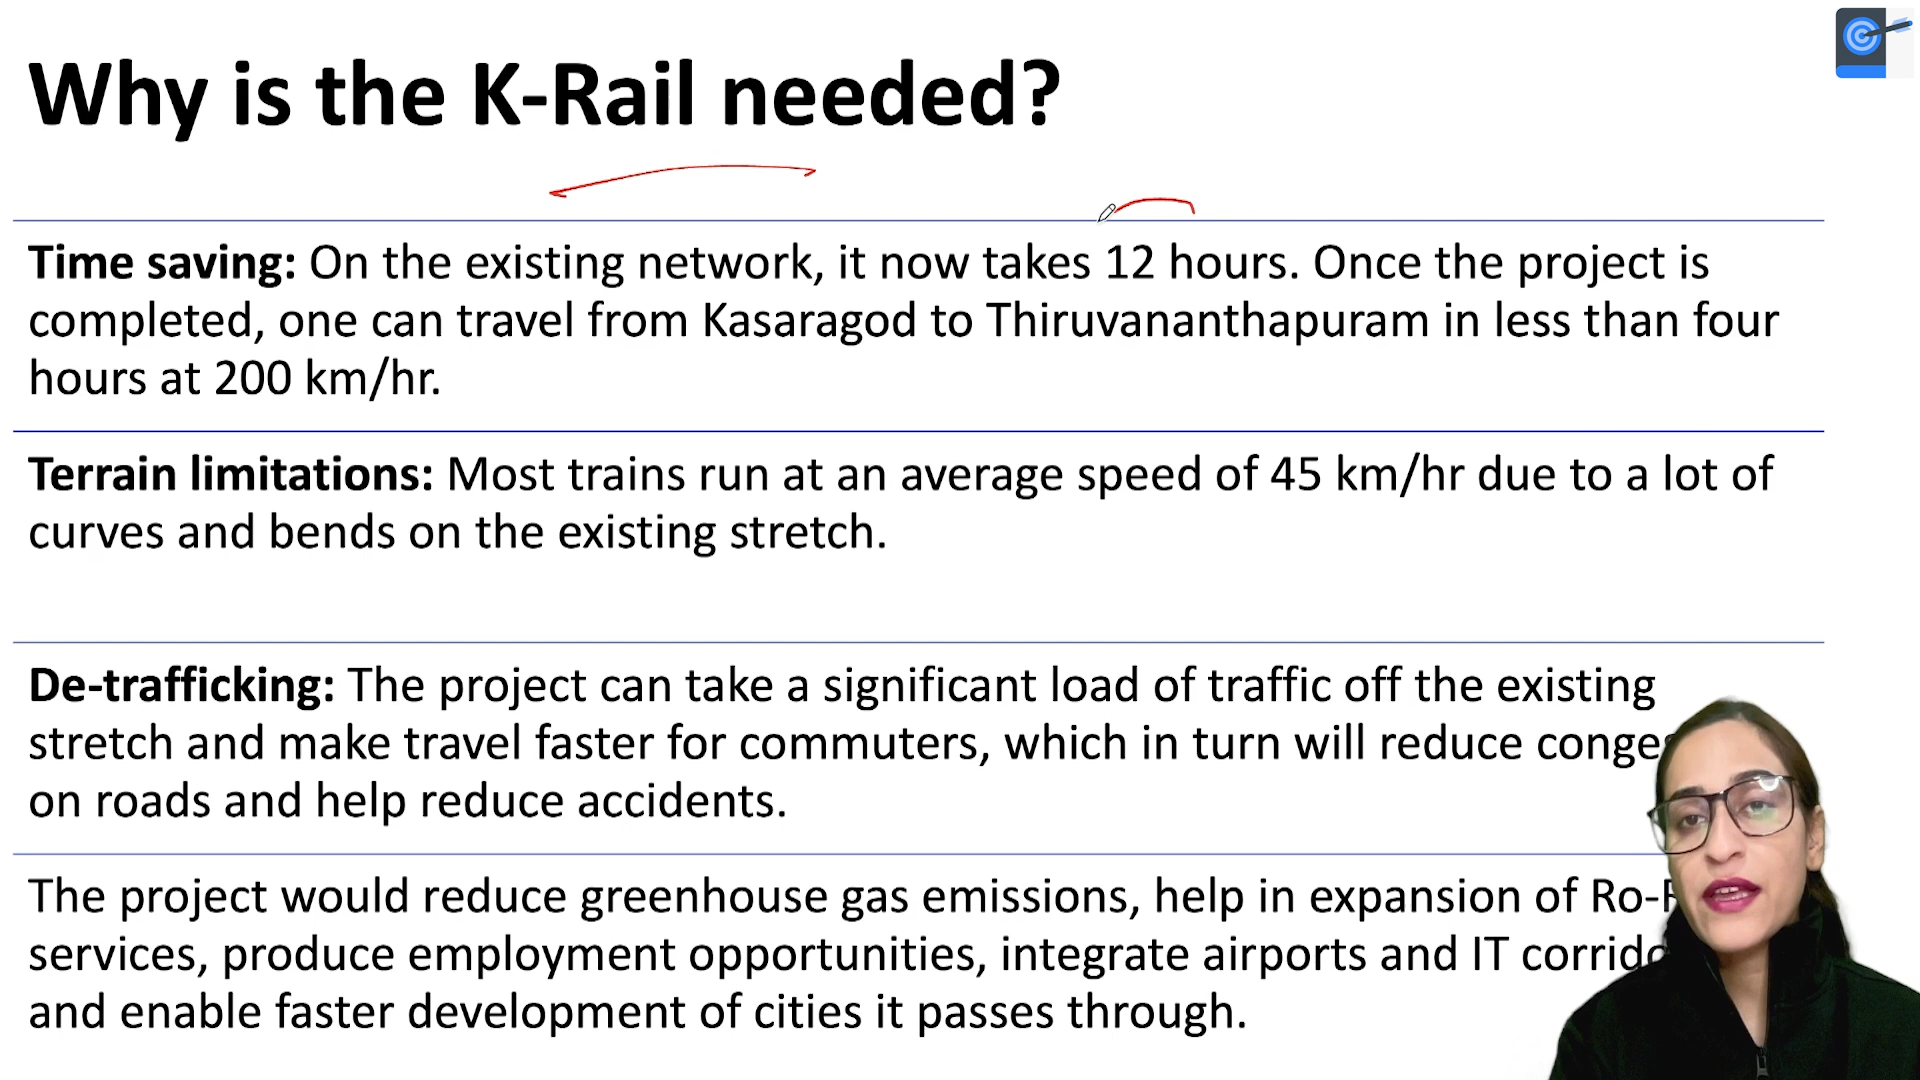 Why is the K-Rail needed?
Time saving: On the existing network, it now takes 12 hours. Once the project is
completed, one can travel from Kasaragod to Thiruvananthapuram in less than four
hours at 200 km/hr.
Terrain limitations: Most trains run at an average speed of 45 km/hr due to a lot of
curves and bends on the existing stretch.
De-trafficking: The project can take a significant load of traffic off the existing
stretch and make travel faster for commuters, which in turn will reduce
on roads and help reduce accidents.
The project would reduce greenhouse gas emissions, help in expansion of
services, produce employment opportunities, integrate airports and IT
and enable faster development of cities it passes through.